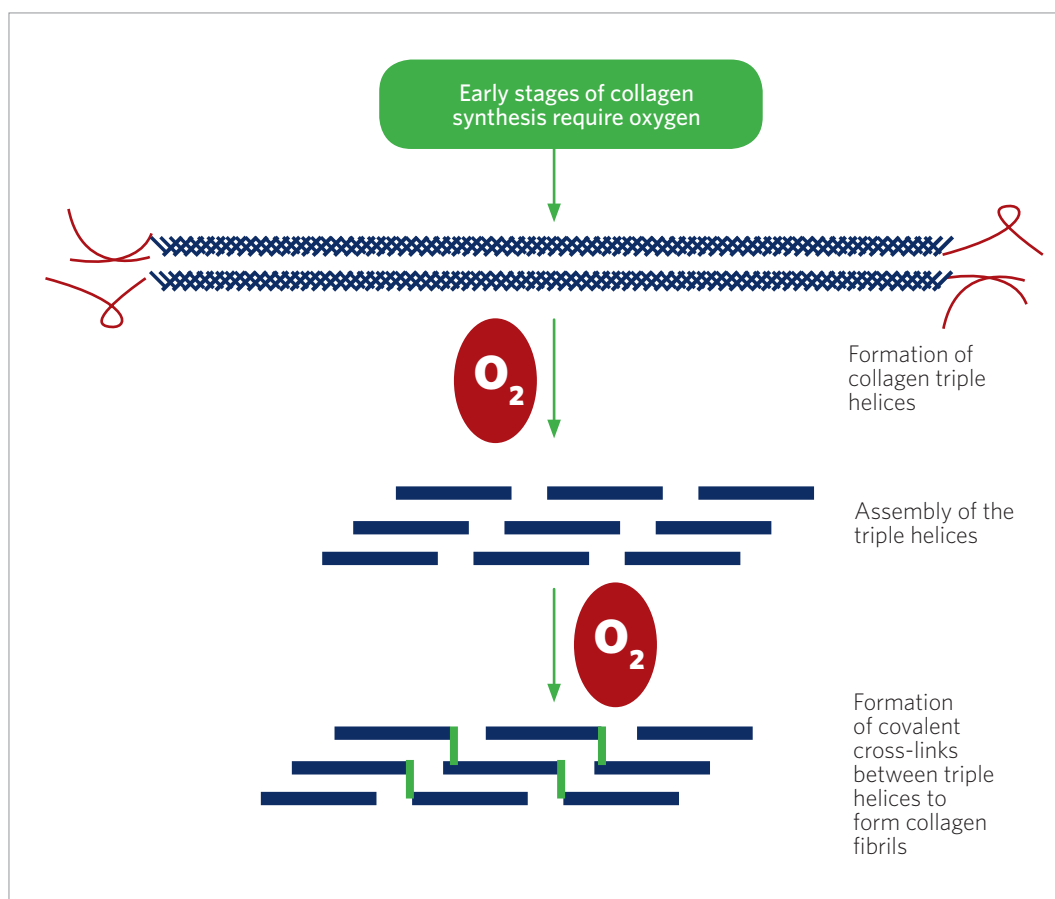 Early stages of collagen
synthesis require oxygen
O₂
Formation of
collagen triple
helices
Assembly of the
triple helices
O₂
Formation
of covalent
cross-links
between triple
helices to
form collagen
fibrils